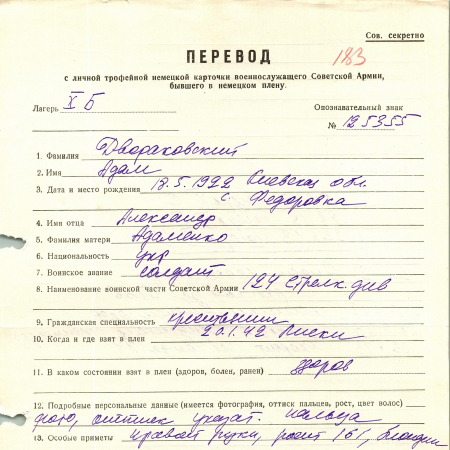 Сов. секретно
ПЕРЕВОД
183
с личной трофейной немецкой карточки военнослужащего Советской Армии,
бывшего в немецком плену.
Лагерь X Б
Опознавательный знак
№ 125355
1. Фамилия Двораковский
2. Имя Адам
3. Дата и место рождения 18.5.1922 Киевская обл.
с. Федоровка
4. Имя отца Александр
5. Фамилия матери Адаменко
6. Национальность укр
7. Воинское звание солдат
8. Наименование воинской части Советской Армии 124 Стрелк. див
9. Гражданская специальность крестьянин
10. Когда и где взят в плен 20.1.42 Лиски
11. В каком состоянии взят в плен (здоров, болен, ранен) здоров
12. Подробные персональные данные (имеется фотография, оттиск пальцев, рост, цвет волос)
фото, оттиск указат. пальца
13. Особые приметы правой руки, рост 161, блондин